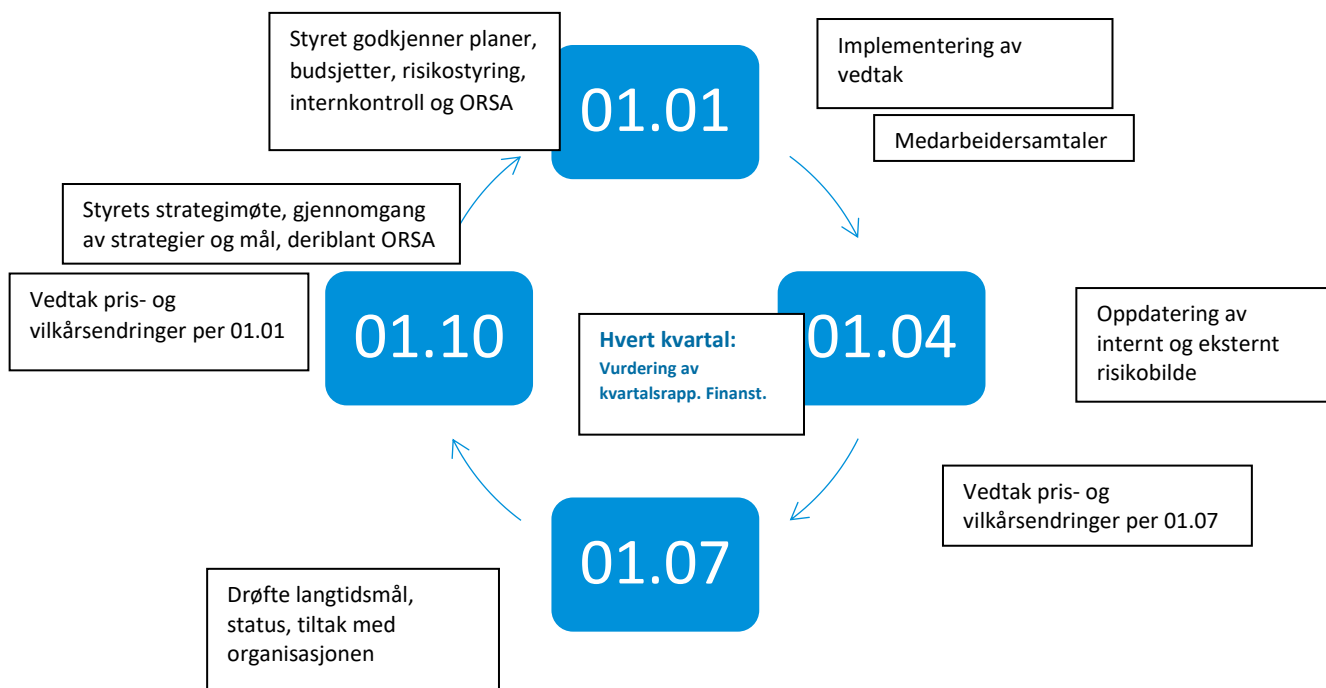 Styret godkjenner planer,
budsjetter, risikostyring,
internkontroll og ORSA
01.01
Implementering av
vedtak
Medarbeidersamtaler
Styrets strategimøte, gjennomgang
av strategier og mål, deriblant ORSA
Vedtak pris- og
vilkårsendringer per 01.01
01.10
Hvert kvartal:
Vurdering av
kvartalsrapp. Finanst.
01.04
Oppdatering av
internt og eksternt
risikobilde
Vedtak pris- og
vilkårsendringer per 01.07
01.07
Drøfte langtidsmål,
status, tiltak med
organisasjonen